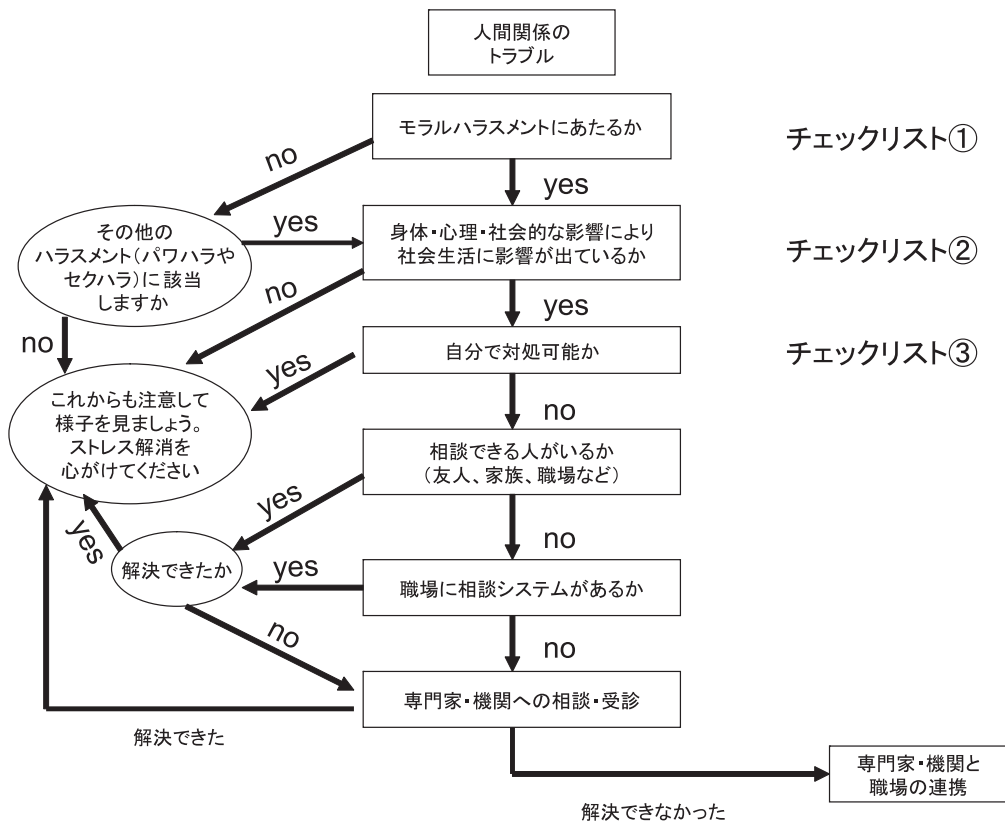 人間関係の
トラブル
モラルハラスメントにあたるか
チェックリスト①
no
yes
その他の
ハラスメント（パワハラや
セクハラ）に該当
しますか
yes
身体・心理・社会的な影響により
社会生活に影響が出ているか
チェックリスト②
no
no
yes
自分で対処可能か
チェックリスト③
yes
no
これからも注意して
様子を見ましょう。
ストレス解消を
心がけてください
相談できる人がいるか
（友人、家族、職場など）
yes
no
yes
解決できたか
yes
職場に相談システムがあるか
no
no
専門家・機関への相談・受診
解決できた
専門家・機関と
職場の連携
解決できなかった